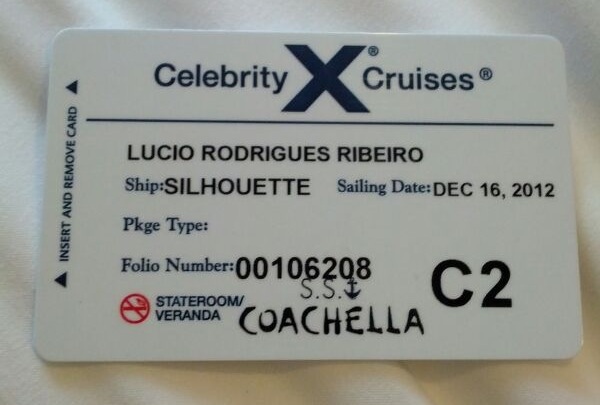 Celebrity X® Cruises®
INSERT AND REMOVE CARD
LUCIO RODRIGUES RIBEIRO
Ship: SILHOUETTE Sailing Date: DEC 16, 2012
Pkge Type:
Folio Number: 00106208
C2
S.S.
STATEROOM/
VERANDA
COACHELLA